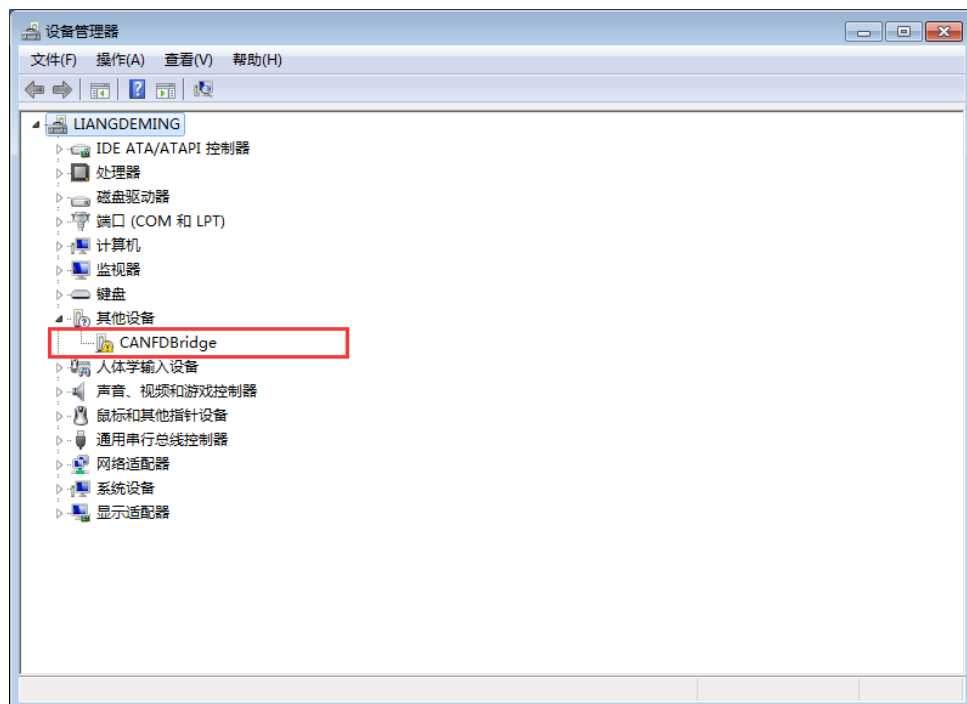 设备管理器
文件(F) 操作(A) 查看(V) 帮助(H)
LIANGDEMING
IDE ATA/ATAPI 控制器
处理器
磁盘驱动器
端口 (COM 和 LPT)
计算机
监视器
键盘
其他设备
CANFDBridge
人体学输入设备
声音、视频和游戏控制器
鼠标和其他指针设备
通用串行总线控制器
网络适配器
系统设备
显示适配器